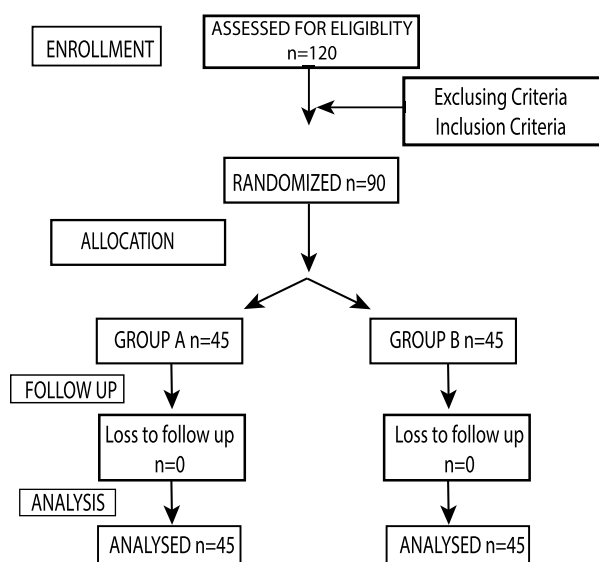 ENROLLMENT
ASSESSED FOR ELIGIBLITY
n=120
Exclusing Criteria
Inclusion Criteria
RANDOMIZED n=90
ALLOCATION
GROUP A n=45
GROUP B n=45
FOLLOW UP
Loss to follow up
n=0
Loss to follow up
n=0
ANALYSIS
ANALYSED n=45
ANALYSED n=45